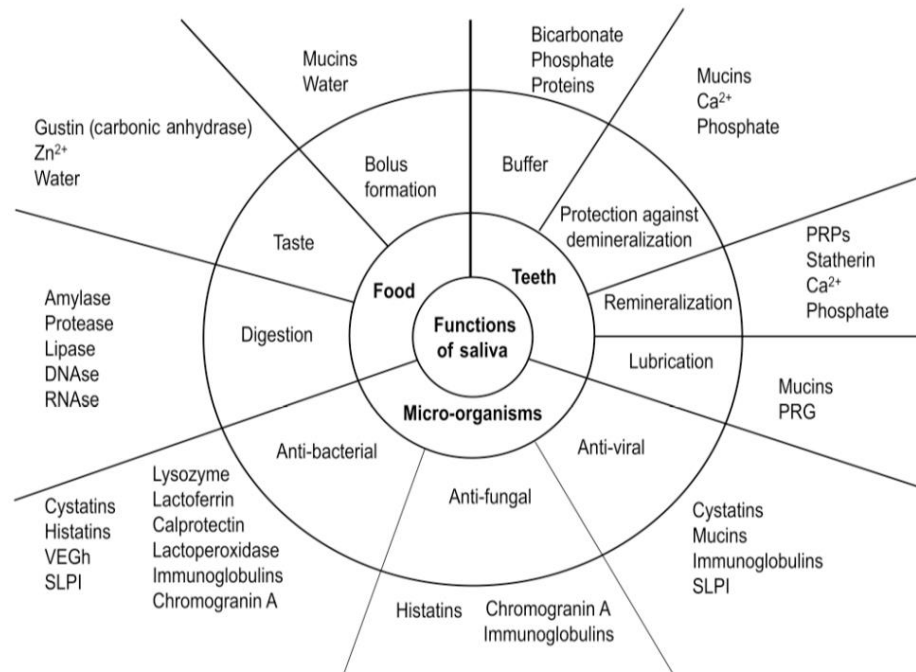 Mucins
Water
Bicarbonate
Phosphate
Proteins
Mucins
Ca²⁺
Phosphate
Gustin (carbonic anhydrase)
Zn²⁺
Water
Bolus
formation
Buffer
Taste
Protection against
demineralization
PRPs
Statherin
Ca²⁺
Phosphate
Food
Teeth
Amylase
Protease
Lipase
DNAse
RNAse
Digestion
Functions
of saliva
Remineralization
Lubrication
Mucins
PRG
Micro-organisms
Anti-bacterial
Anti-fungal
Anti-viral
Cystatins
Histatins
VEGh
SLPI
Lysozyme
Lactoferrin
Calprotectin
Lactoperoxidase
Immunoglobulins
Chromogranin A
Histatins
Chromogranin A
Immunoglobulins
Cystatins
Mucins
Immunoglobulins
SLPI